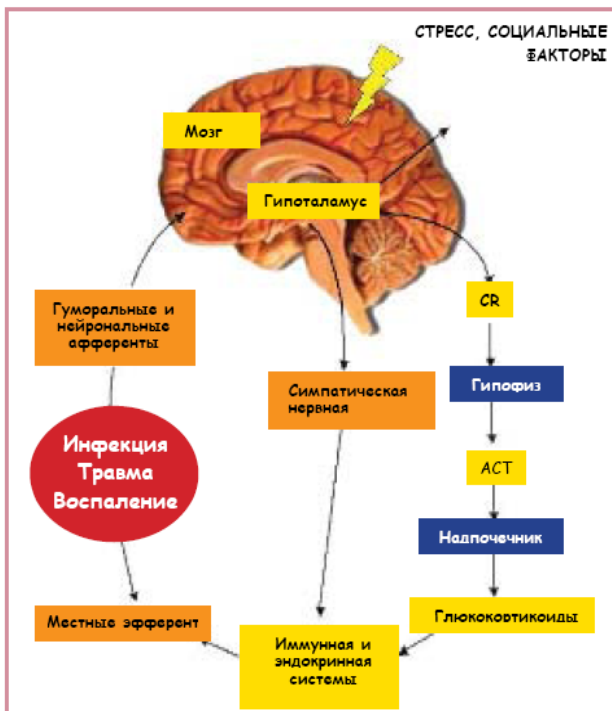 СТРЕСС, СОЦИАЛЬНЫЕ
ФАКТОРЫ
Мозг
Гипоталамус
Гуморальные и
нейрональные
афференты
CR
Гипофиз
Симпатическая
нервная
Инфекция
Травма
Воспаление
АСТ
Надпочечник
Местные эфферент
Глюкокортикоиды
Иммунная и
эндокринная
системы